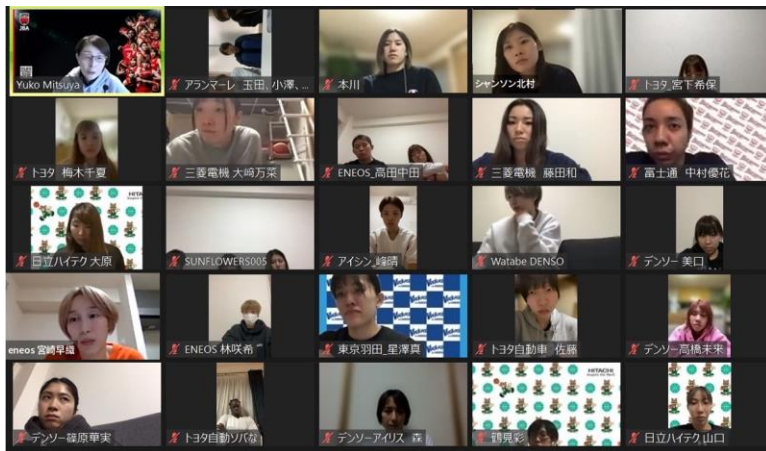 JBA
Yuko Mitsuya
アランマーレ 玉田、小澤、...
本川
シャンソン北村
トヨタ_宮下希保
トヨタ 梅木千夏
三菱電機 大﨑万菜
ENEOS_高田中田
三菱電機 藤田和
富士通 中村優花
HITACHI
日立ハイテク 大原
SUNFLOWERS005
アイシン_峰晴
Watabe DENSO
デンソー 美口
eneos 宮崎早織
ENEOS 林咲希
東京羽田_星澤真
トヨタ自動車 佐藤
デンソー高橋未来
デンソー篠原華実
トヨタ自動ソバな
デンソーアイリス 森
HITACHI
鶴見彩
日立ハイテク 山口